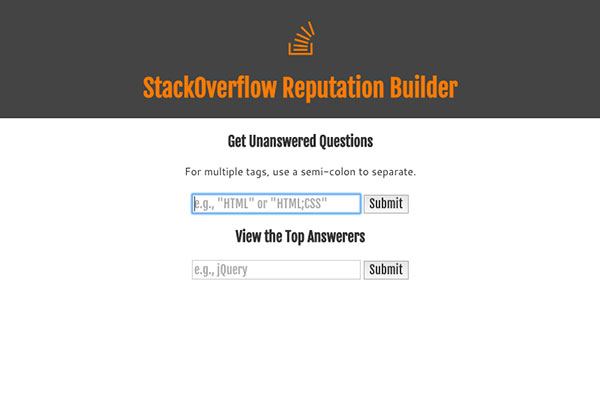 StackOverflow Reputation Builder
Get Unanswered Questions
For multiple tags, use a semi-colon to separate.
e.g., "HTML" or "HTML;CSS" Submit
View the Top Answerers
e.g., jQuery Submit